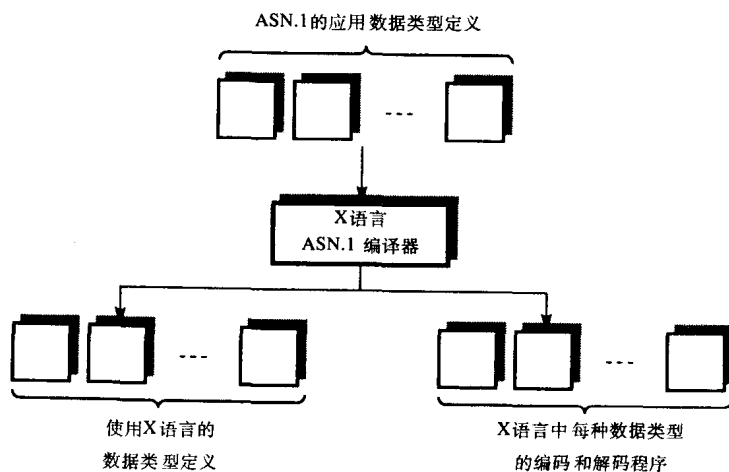 ASN.1的应用数据类型定义
---
X语言
ASN.1 编译器
---
---
使用X语言的
数据类型定义
X语言中每种数据类型
的编码和解码程序